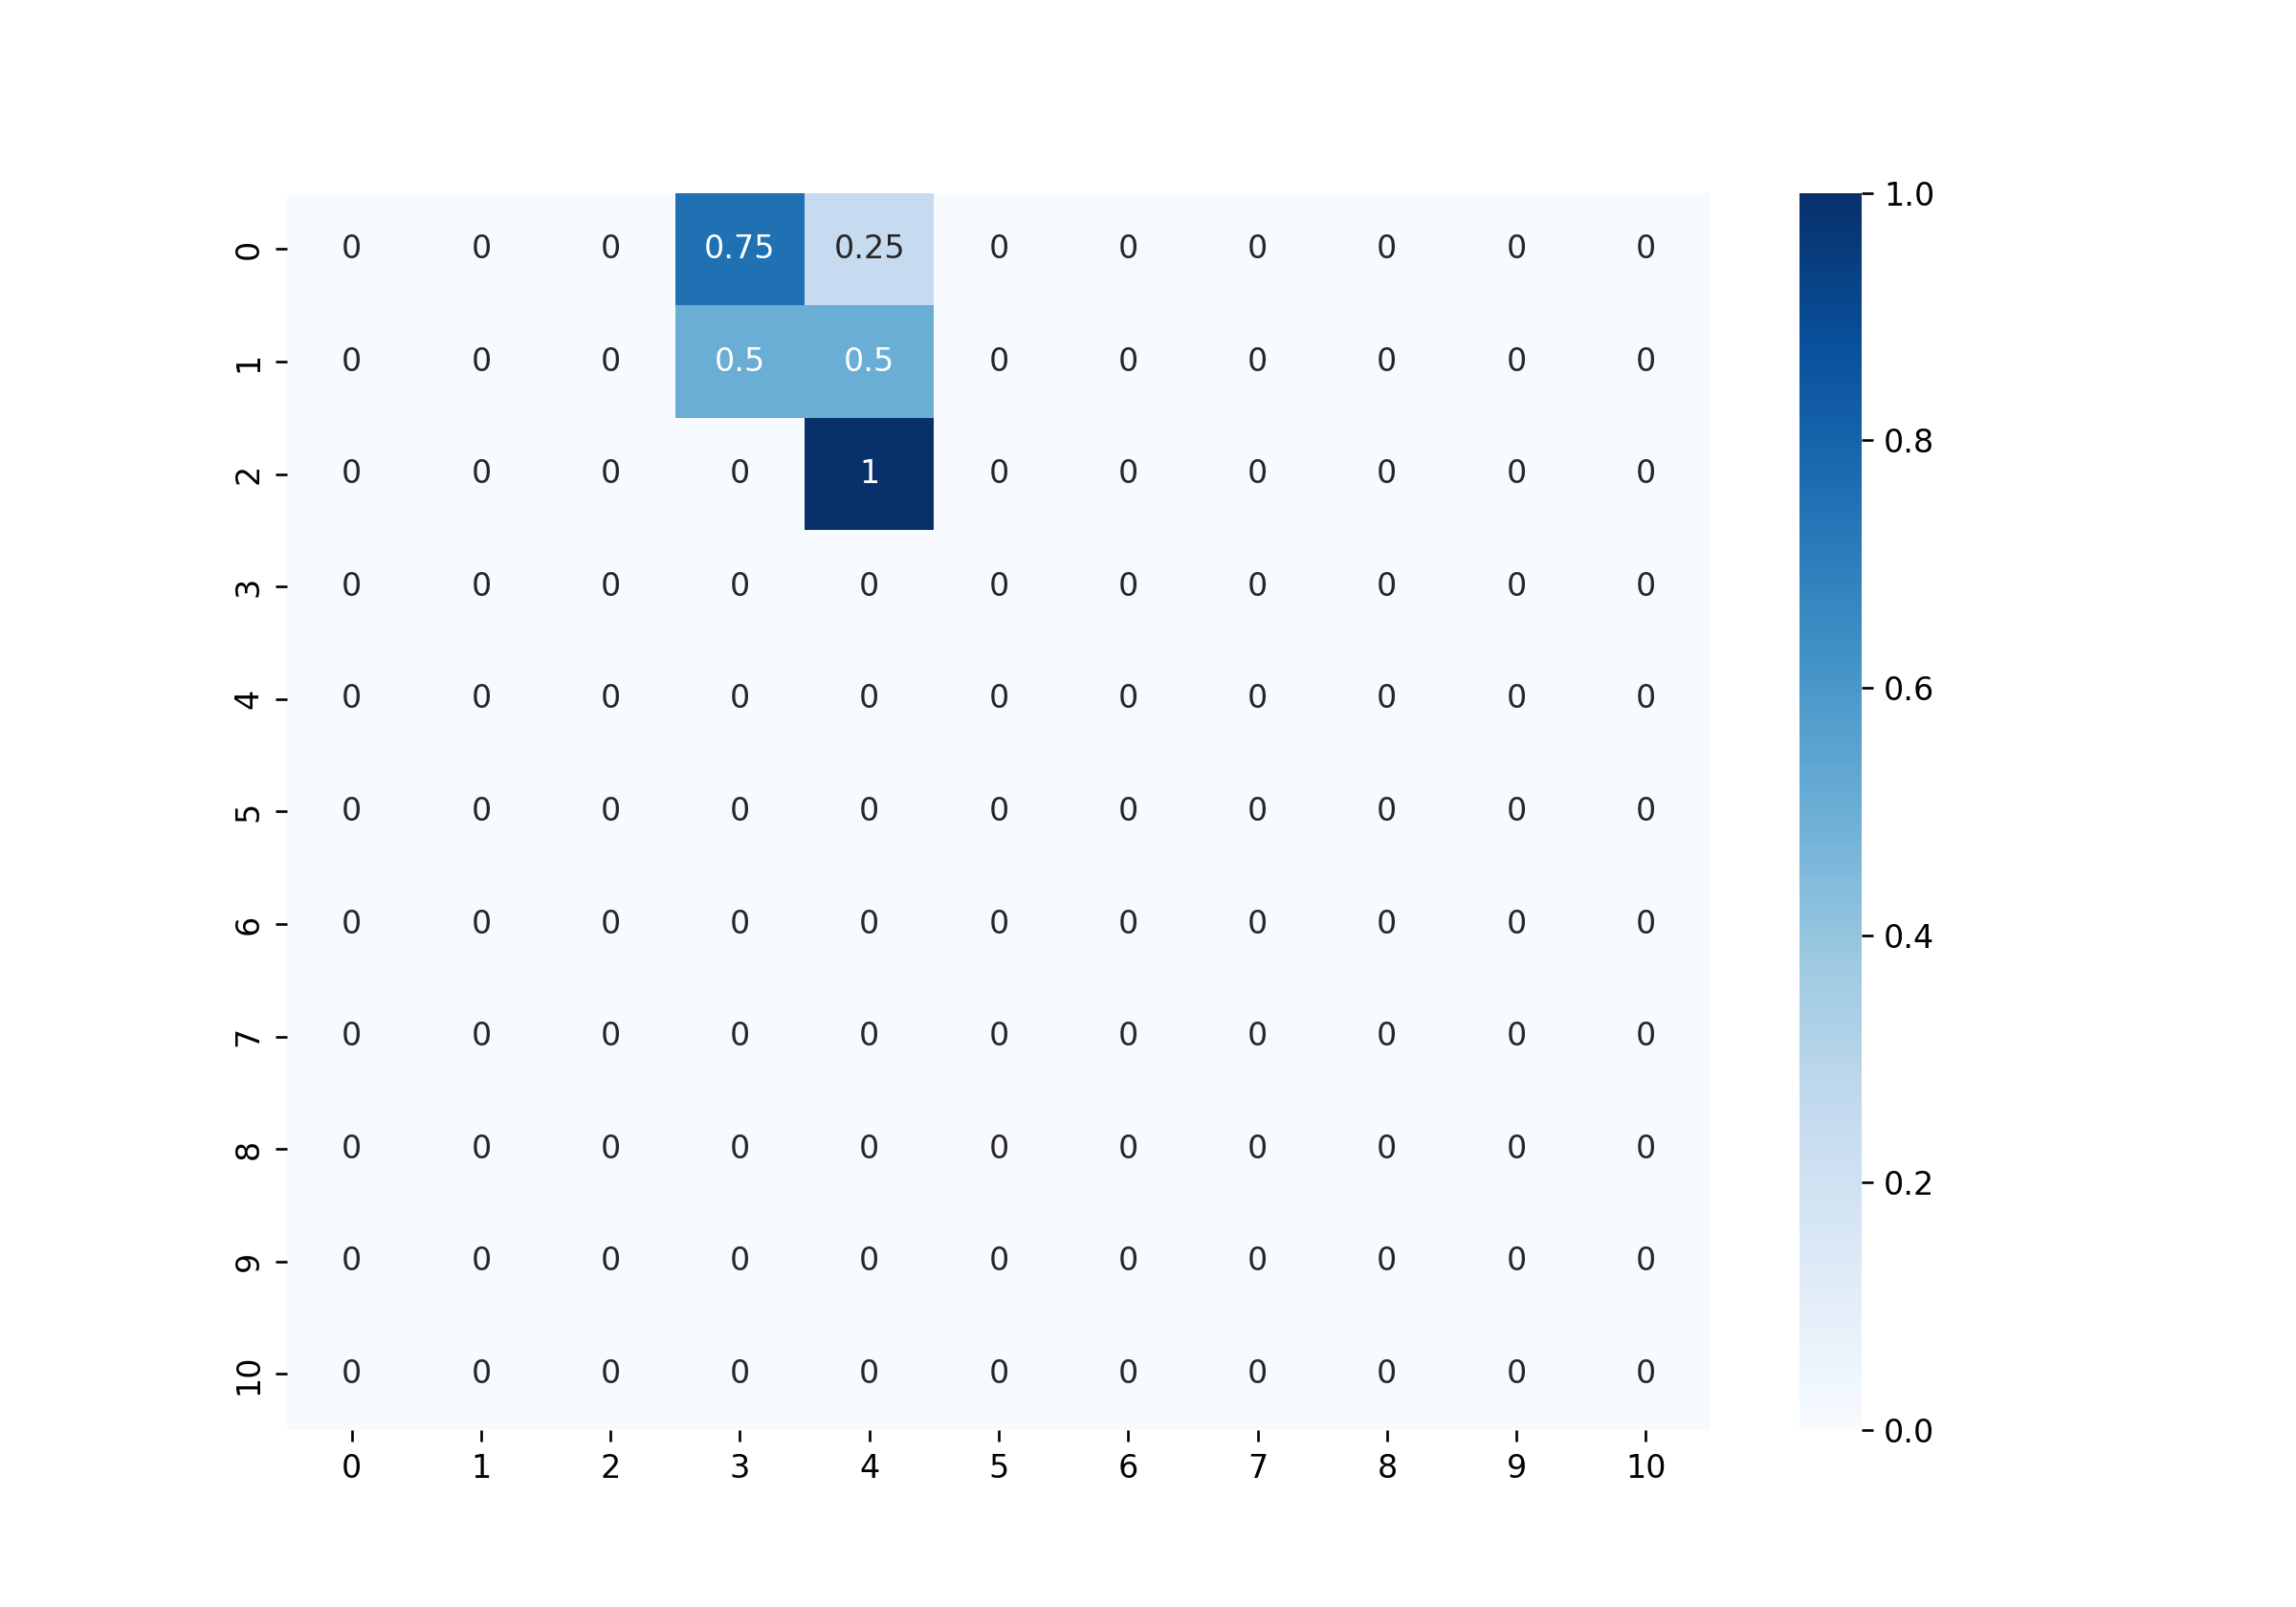 1.0
0 0 0 0 0.75 0.25 0 0 0 0 0 0
1 0 0 0 0.5 0.5 0 0 0 0 0 0
0.8
2 0 0 0 0 1 0 0 0 0 0 0
3 0 0 0 0 0 0 0 0 0 0 0
0.6
4 0 0 0 0 0 0 0 0 0 0 0
5 0 0 0 0 0 0 0 0 0 0 0
6 0 0 0 0 0 0 0 0 0 0 0
0.4
7 0 0 0 0 0 0 0 0 0 0 0
8 0 0 0 0 0 0 0 0 0 0 0
0.2
9 0 0 0 0 0 0 0 0 0 0 0
10 0 0 0 0 0 0 0 0 0 0 0
0.0
0 1 2 3 4 5 6 7 8 9 10